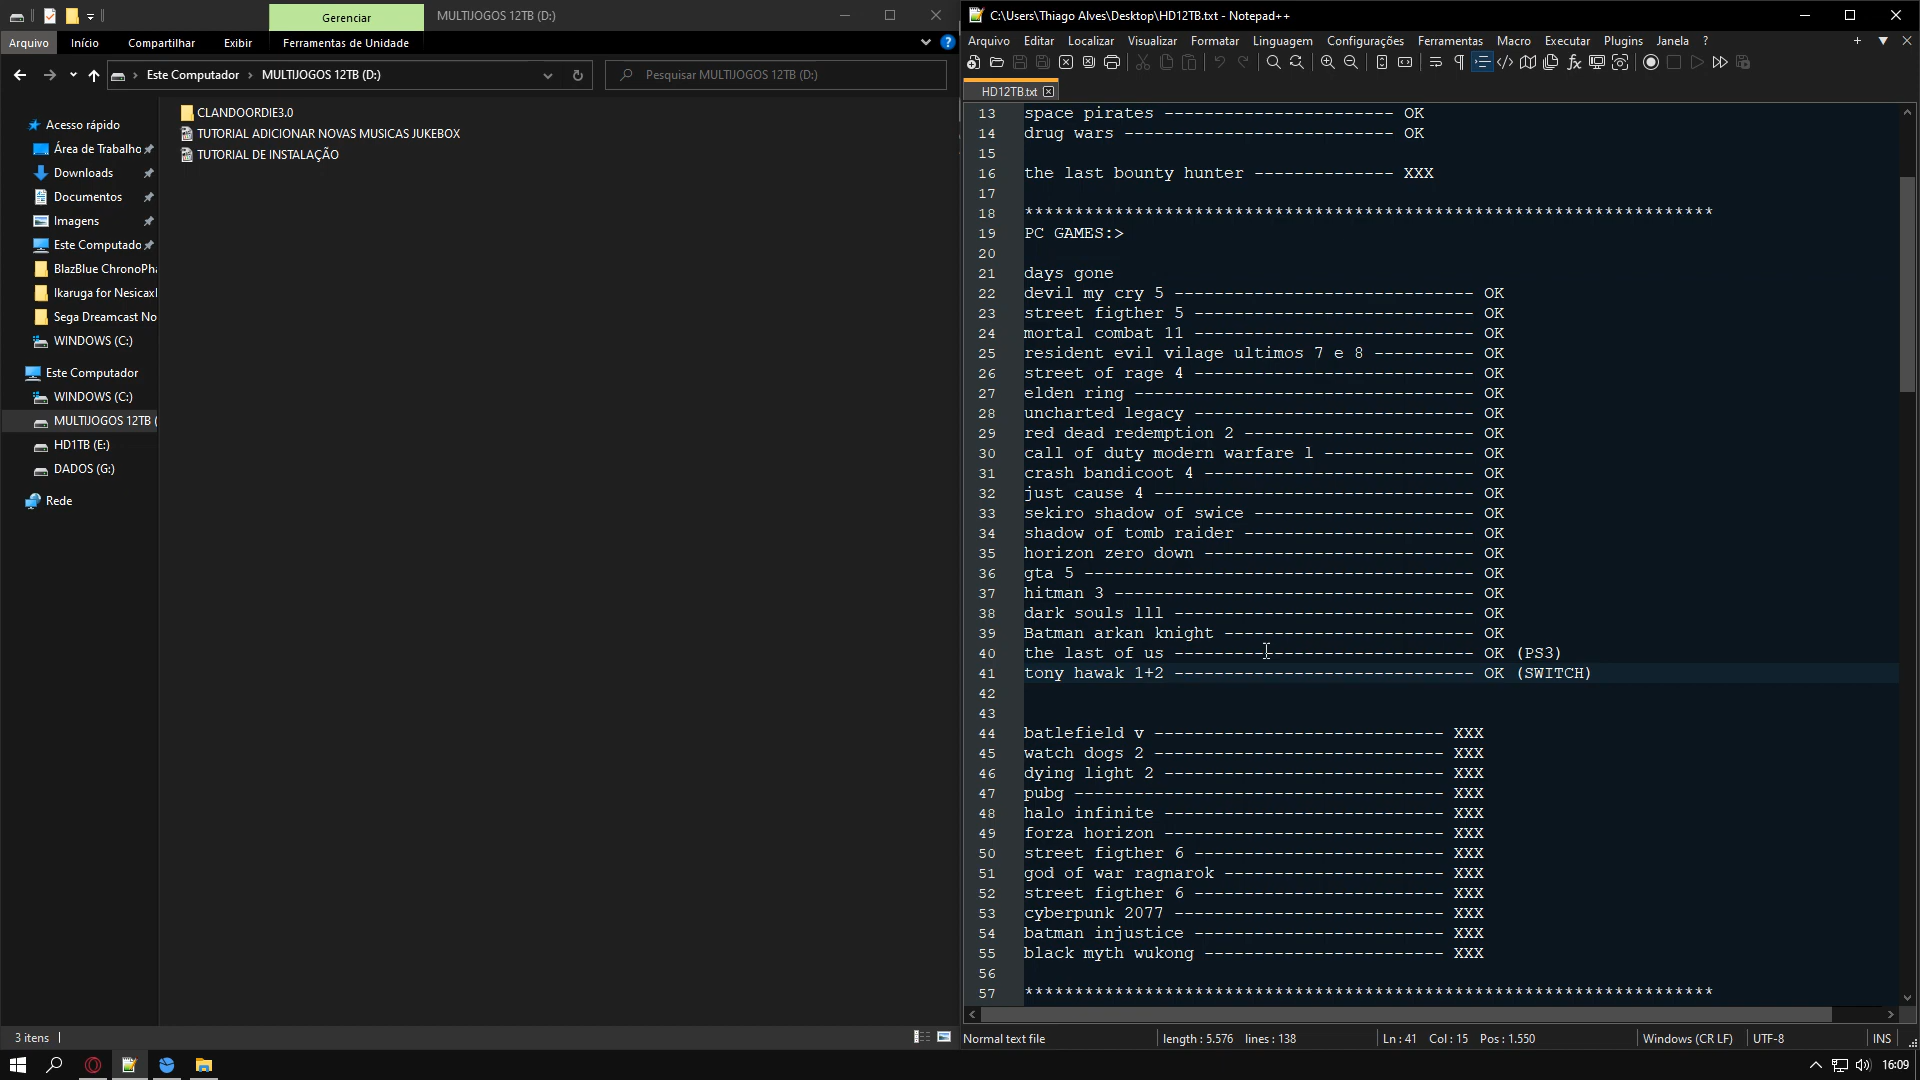 Gerenciar
MULTIJOGOS 12TB (D:)
Arquivo
Início
Compartilhar
Exibir
Ferramentas de Unidade
Este Computador
MULTIJOGOS 12TB (D:)
Pesquisar MULTIJOGOS 12TB (D:)
Acesso rápido
Área de Trabalho
Downloads
Documentos
Imagens
Este Computado
BlazBlue ChronoPha
Ikaruga for Nesicaxl
Sega Dreamcast No
WINDOWS (C:)
Este Computador
WINDOWS (C:)
MULTIJOGOS 12TB (
HD1TB (E:)
DADOS (G:)
Rede
CLANDOORDIE3.0
TUTORIAL ADICIONAR NOVAS MUSICAS JUKEBOX
TUTORIAL DE INSTALAÇÃO
3 itens
C:\Users\Thiago Alves\Desktop\HD12TB.txt - Notepad++
Arquivo Editar Localizar Visualizar Formatar Linguagem Configurações Ferramentas Macro Executar Plugins Janela ?
HD12TB.txt
13 space pirates ----------------------- OK
14 drug wars --------------------------- OK
15
16 the last bounty hunter -------------- XXX
17
18 *********************************************************************
19 PC GAMES:>
20
21 days gone
22 devil my cry 5 ------------------------------ OK
23 street figther 5 ---------------------------- OK
24 mortal combat 11 ---------------------------- OK
25 resident evil vilage ultimos 7 e 8 ---------- OK
26 street of rage 4 ---------------------------- OK
27 elden ring ---------------------------------- OK
28 uncharted legacy ---------------------------- OK
29 red dead redemption 2 ----------------------- OK
30 call of duty modern warfare l --------------- OK
31 crash bandicoot 4 --------------------------- OK
32 just cause 4 -------------------------------- OK
33 sekiro shadow of swice ---------------------- OK
34 shadow of tomb raider ----------------------- OK
35 horizon zero down --------------------------- OK
36 gta 5 --------------------------------------- OK
37 hitman 3 ------------------------------------ OK
38 dark souls lll ------------------------------ OK
39 Batman arkan knight ------------------------- OK
40 the last of us ------------------------------ OK (PS3)
41 tony hawak 1+2 ------------------------------ OK (SWITCH)
42
43
44 batlefield v ----------------------------- XXX
45 watch dogs 2 ----------------------------- XXX
46 dying light 2 ---------------------------- XXX
47 pubg ------------------------------------- XXX
48 halo infinite ---------------------------- XXX
49 forza horizon ---------------------------- XXX
50 street figther 6 ------------------------- XXX
51 god of war ragnarok ---------------------- XXX
52 street figther 6 ------------------------- XXX
53 cyberpunk 2077 --------------------------- XXX
54 batman injustice ------------------------- XXX
55 black myth wukong ------------------------ XXX
56
57 *********************************************************************
Normal text file
length : 5.576 lines : 138
Ln : 41 Col : 15 Pos : 1.550
Windows (CR LF)
UTF-8
INS
16:09